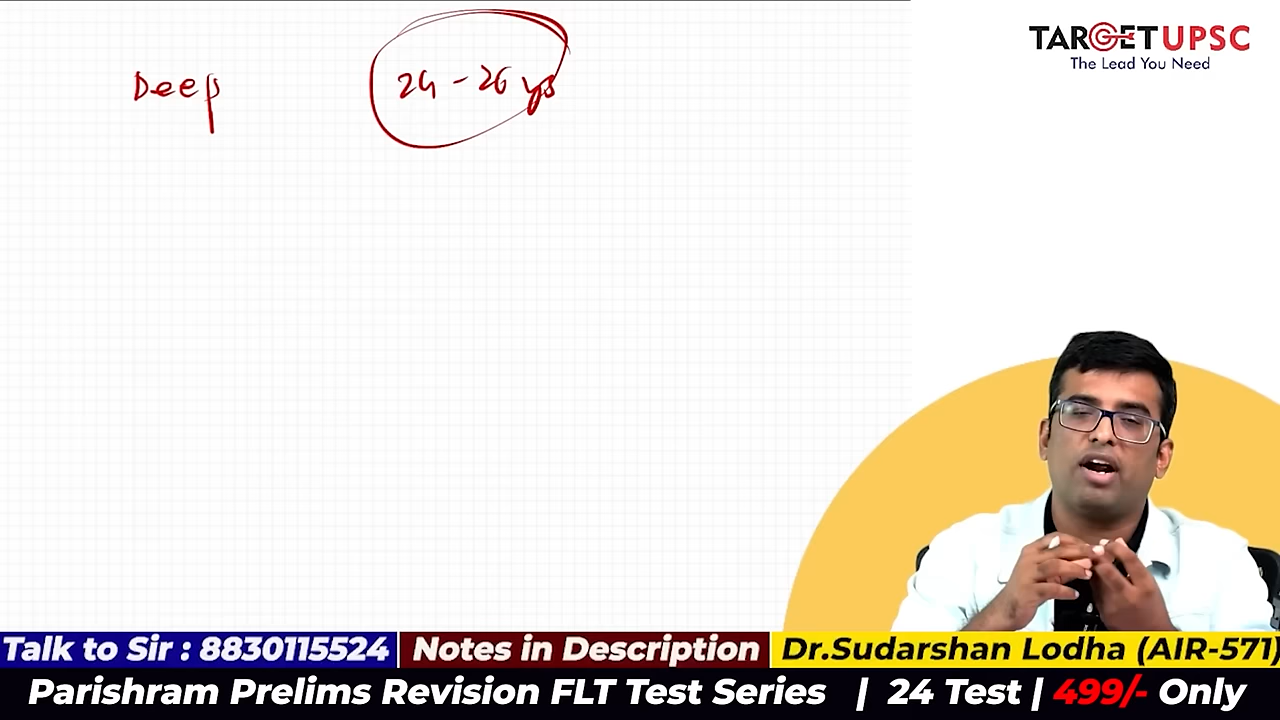 Deep 24 - 26 ys
TARGETUPSC
The Lead You Need
Talk to Sir : 8830115524 Notes in Description Dr.Sudarshan Lodha (AIR-571)
Parishram Prelims Revision FLT Test Series | 24 Test | 499/- Only